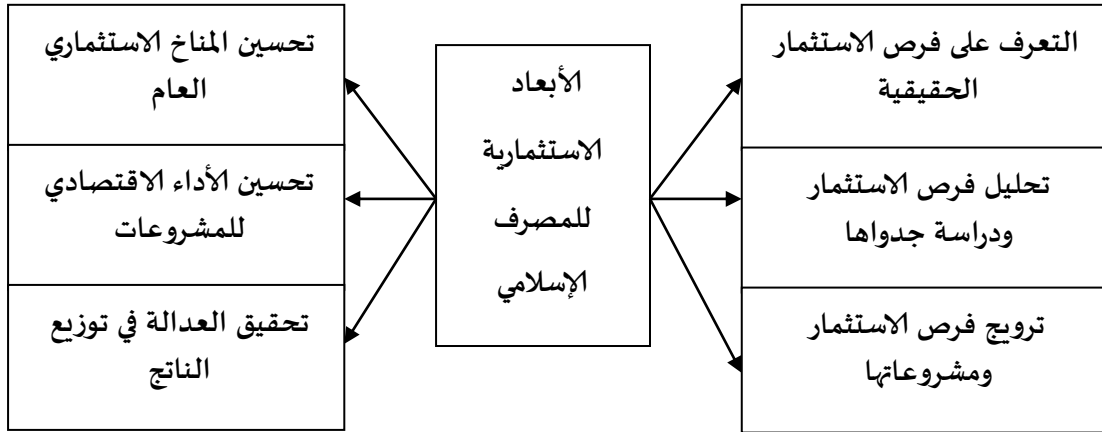 التعرف على فرص الاستثمار
الحقيقية
تحليل فرص الاستثمار
ودراسة جدواها
ترويج فرص الاستثمار
ومشروعاتها
الأبعاد
الاستثمارية
للمصرف
الإسلامي
تحسين المناخ الاستثماري
العام
تحسين الأداء الاقتصادي
للمشروعات
تحقيق العدالة في توزيع
الناتج